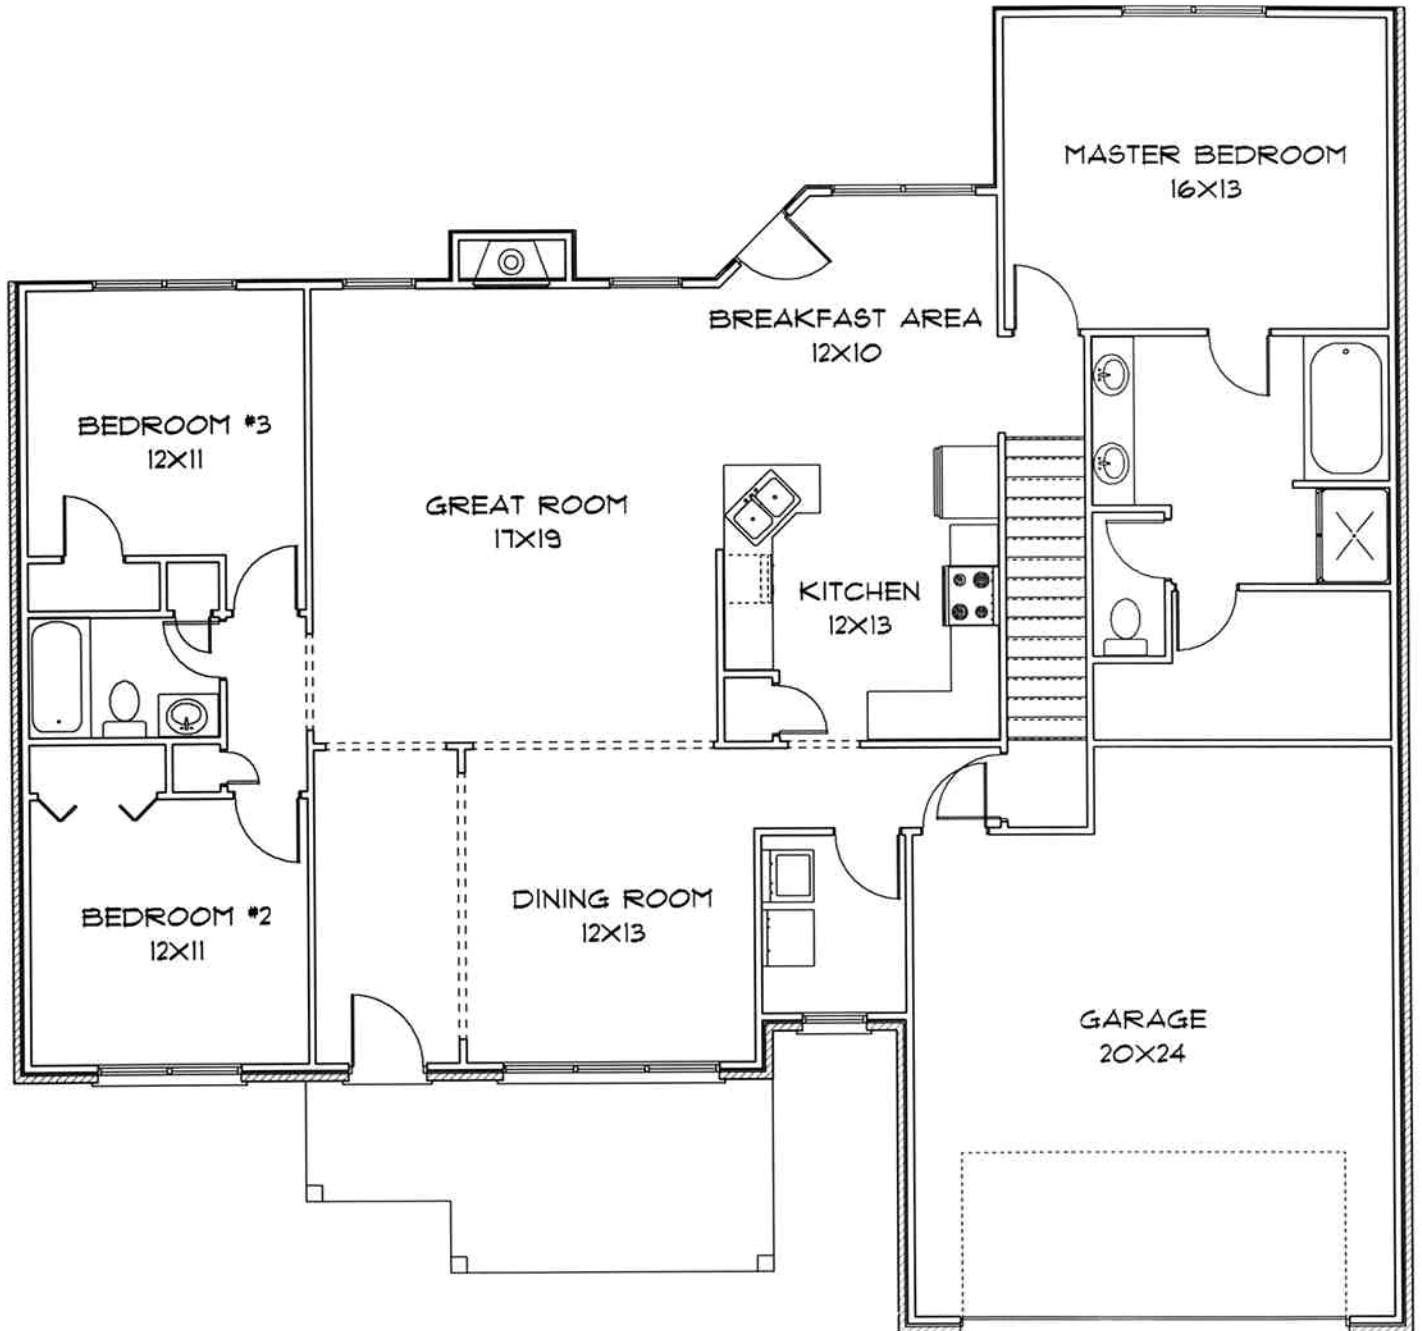 MASTER BEDROOM
16X13
BREAKFAST AREA
12X10
BEDROOM #3
12X11
GREAT ROOM
17X19
KITCHEN
12X13
DINING ROOM
12X13
BEDROOM #2
12X11
GARAGE
20X24